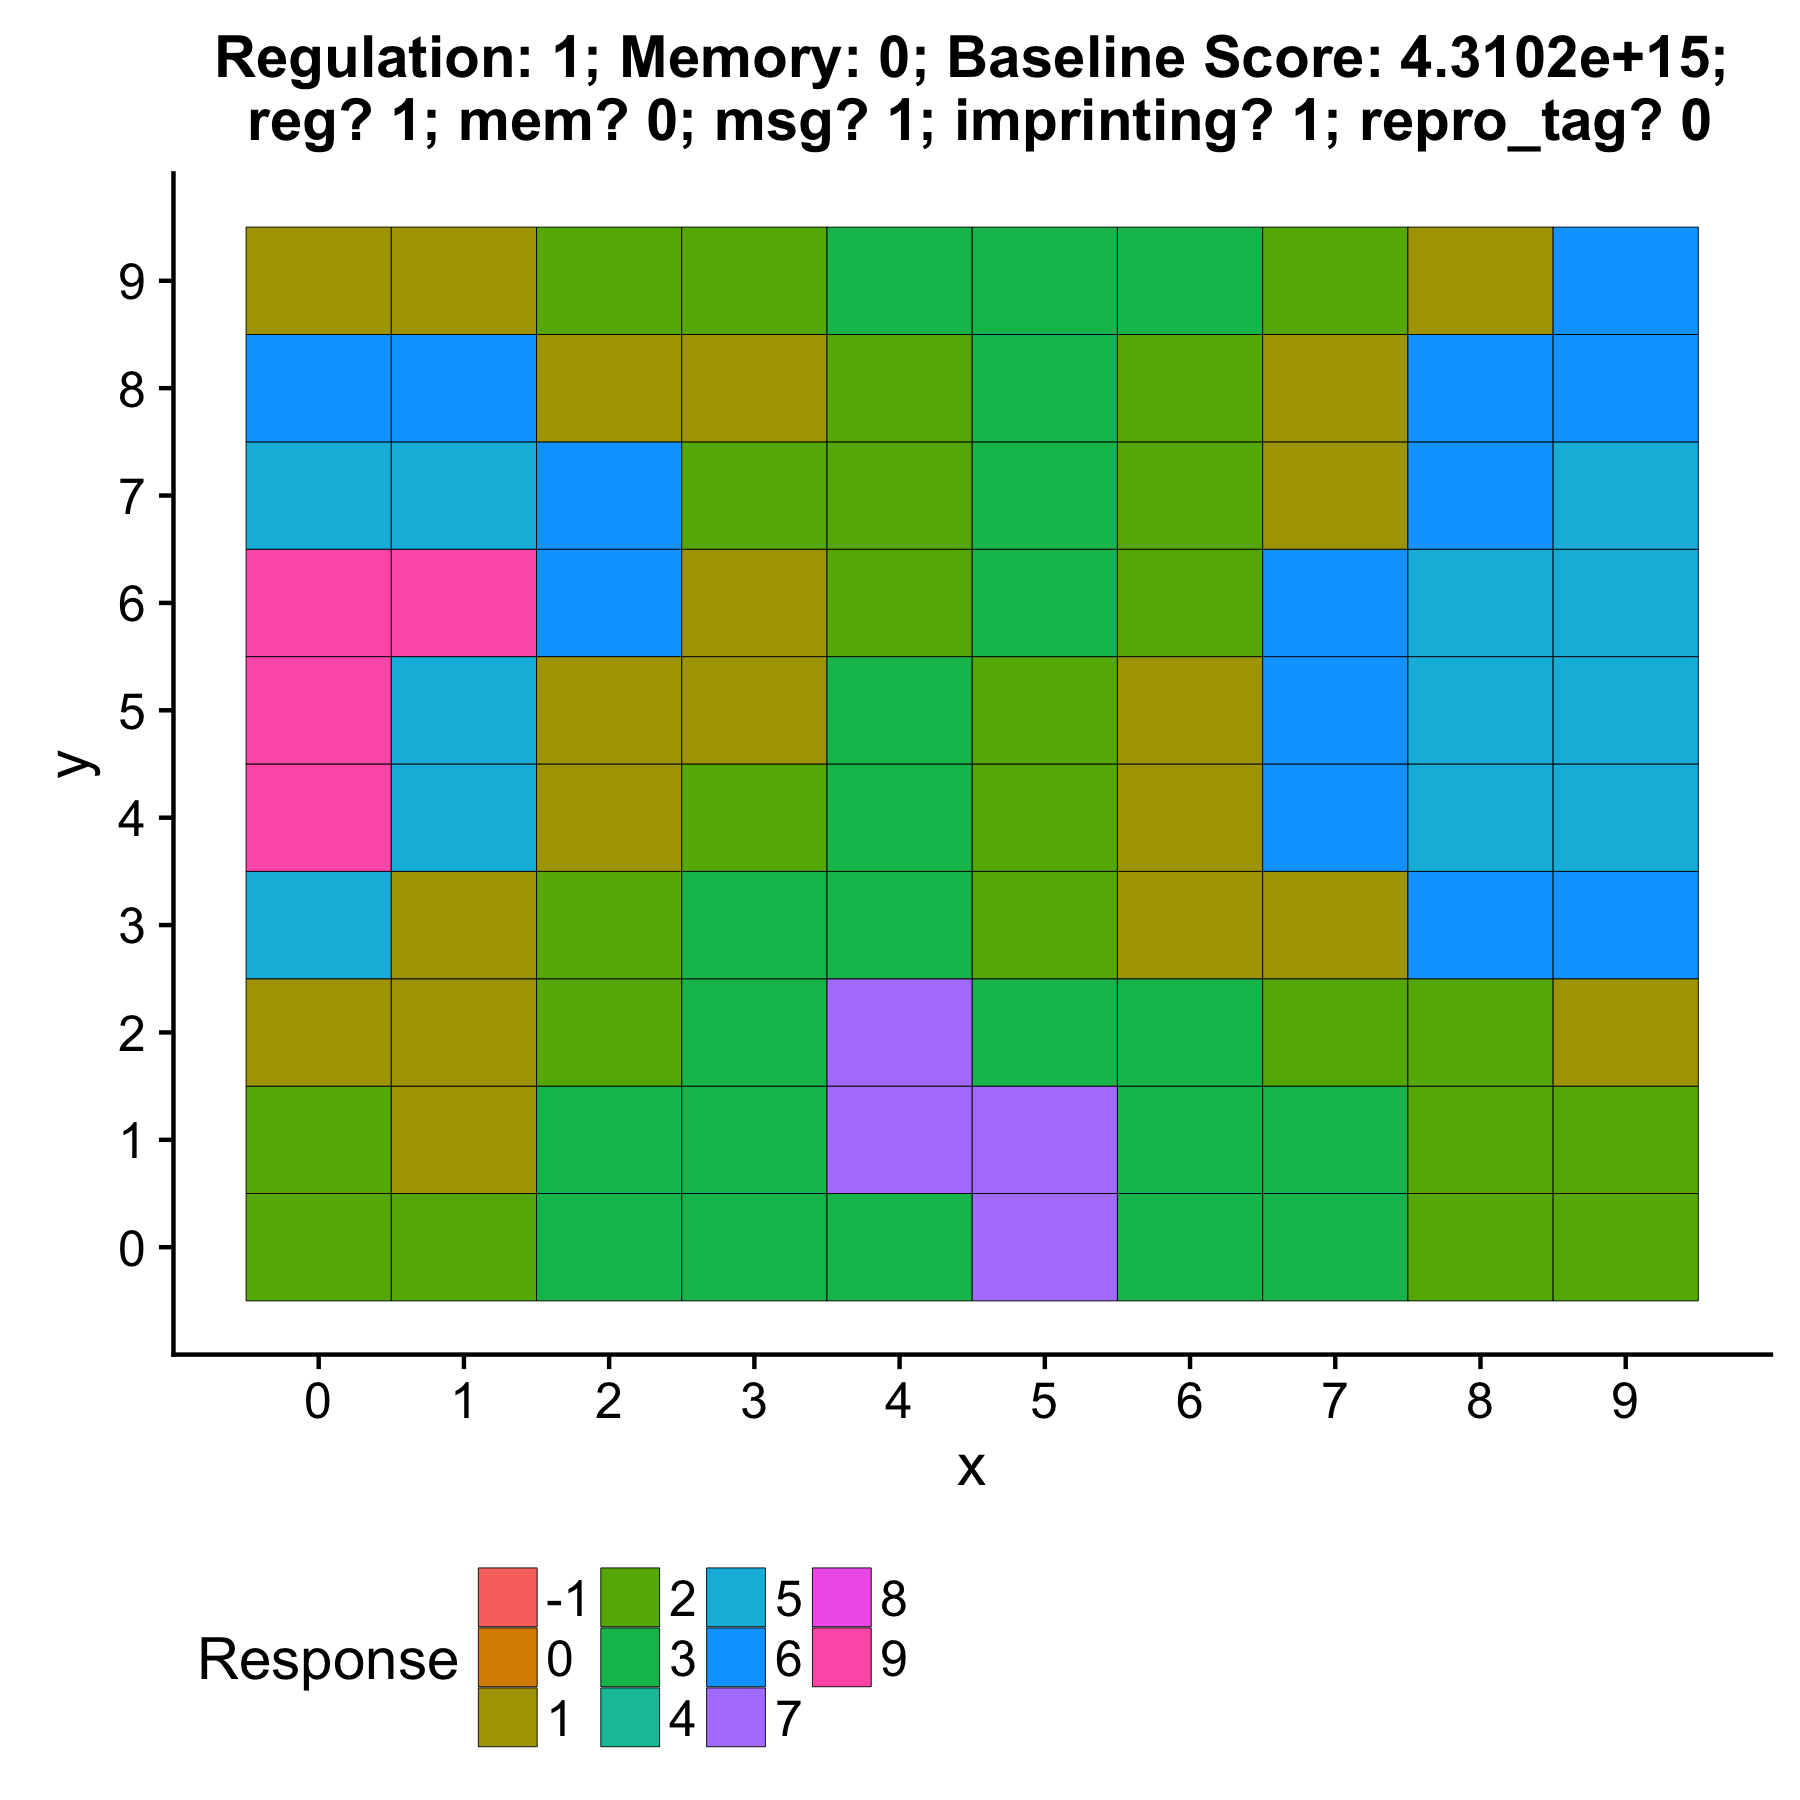 Regulation: 1; Memory: 0; Baseline Score: 4.3102e+15;
reg? 1; mem? 0; msg? 1; imprinting? 1; repro_tag? 0
9
8
7
6
5
4
3
2
1
0
y
0 1 2 3 4 5 6 7 8 9
x
Response
-1 2 5 8
0 3 6 9
1 4 7